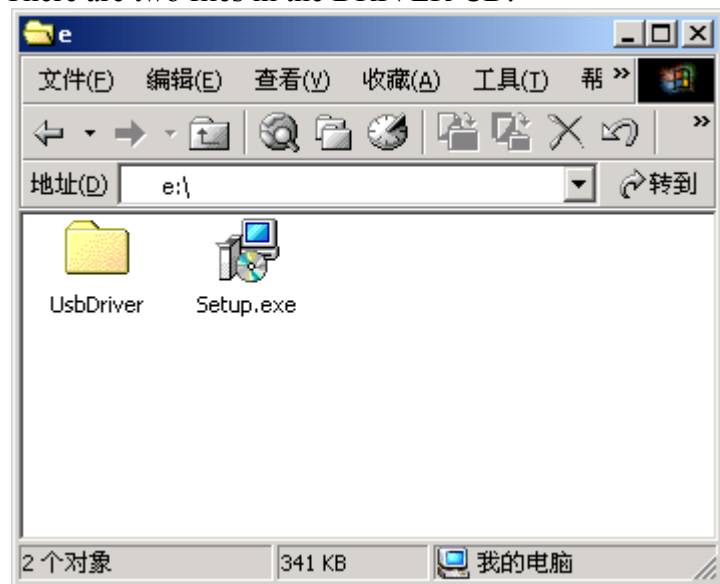 There are two files in the DRIVER CD:
e
文件(F) 编辑(E) 查看(V) 收藏(A) 工具(T) 帮 »
»
地址(D) e:\ 转到
UsbDriver Setup.exe
2 个对象 341 KB 我的电脑